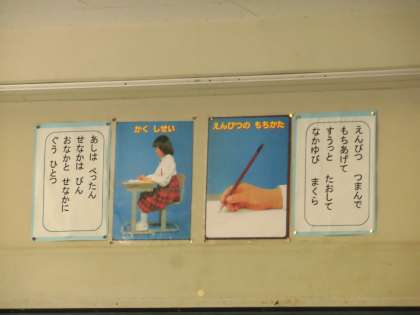 あしは ぺったん
せなかは ぴん
おなかと せなかに
ぐう ひとつ
かく しせい
えんぴつの もちかた
えんぴつ つまんで
もちあげて
すうっと たおして
なかゆび まくら